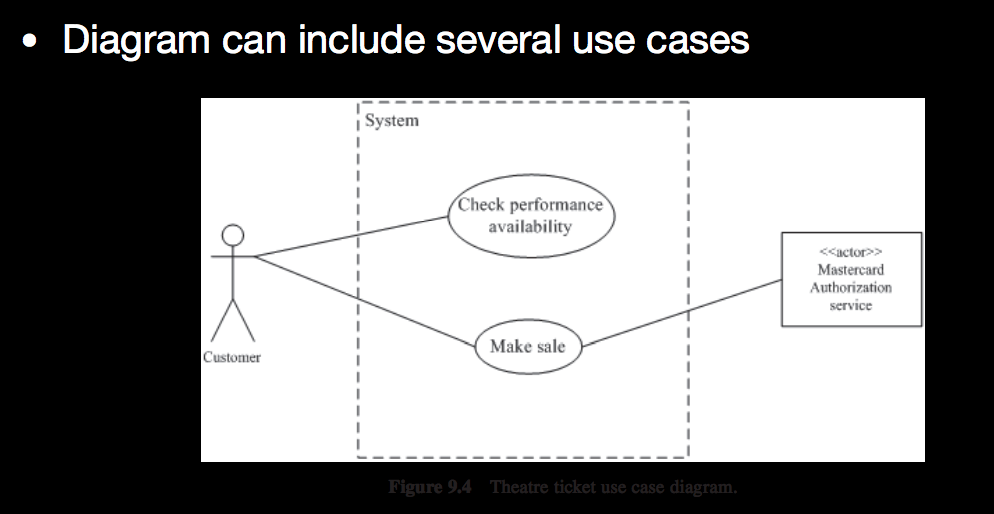 • Diagram can include several use cases
System
Check performance
availability
<<actor>>
Mastercard
Authorization
service
Make sale
Customer
Figure 9.4 Theatre ticket use case diagram.